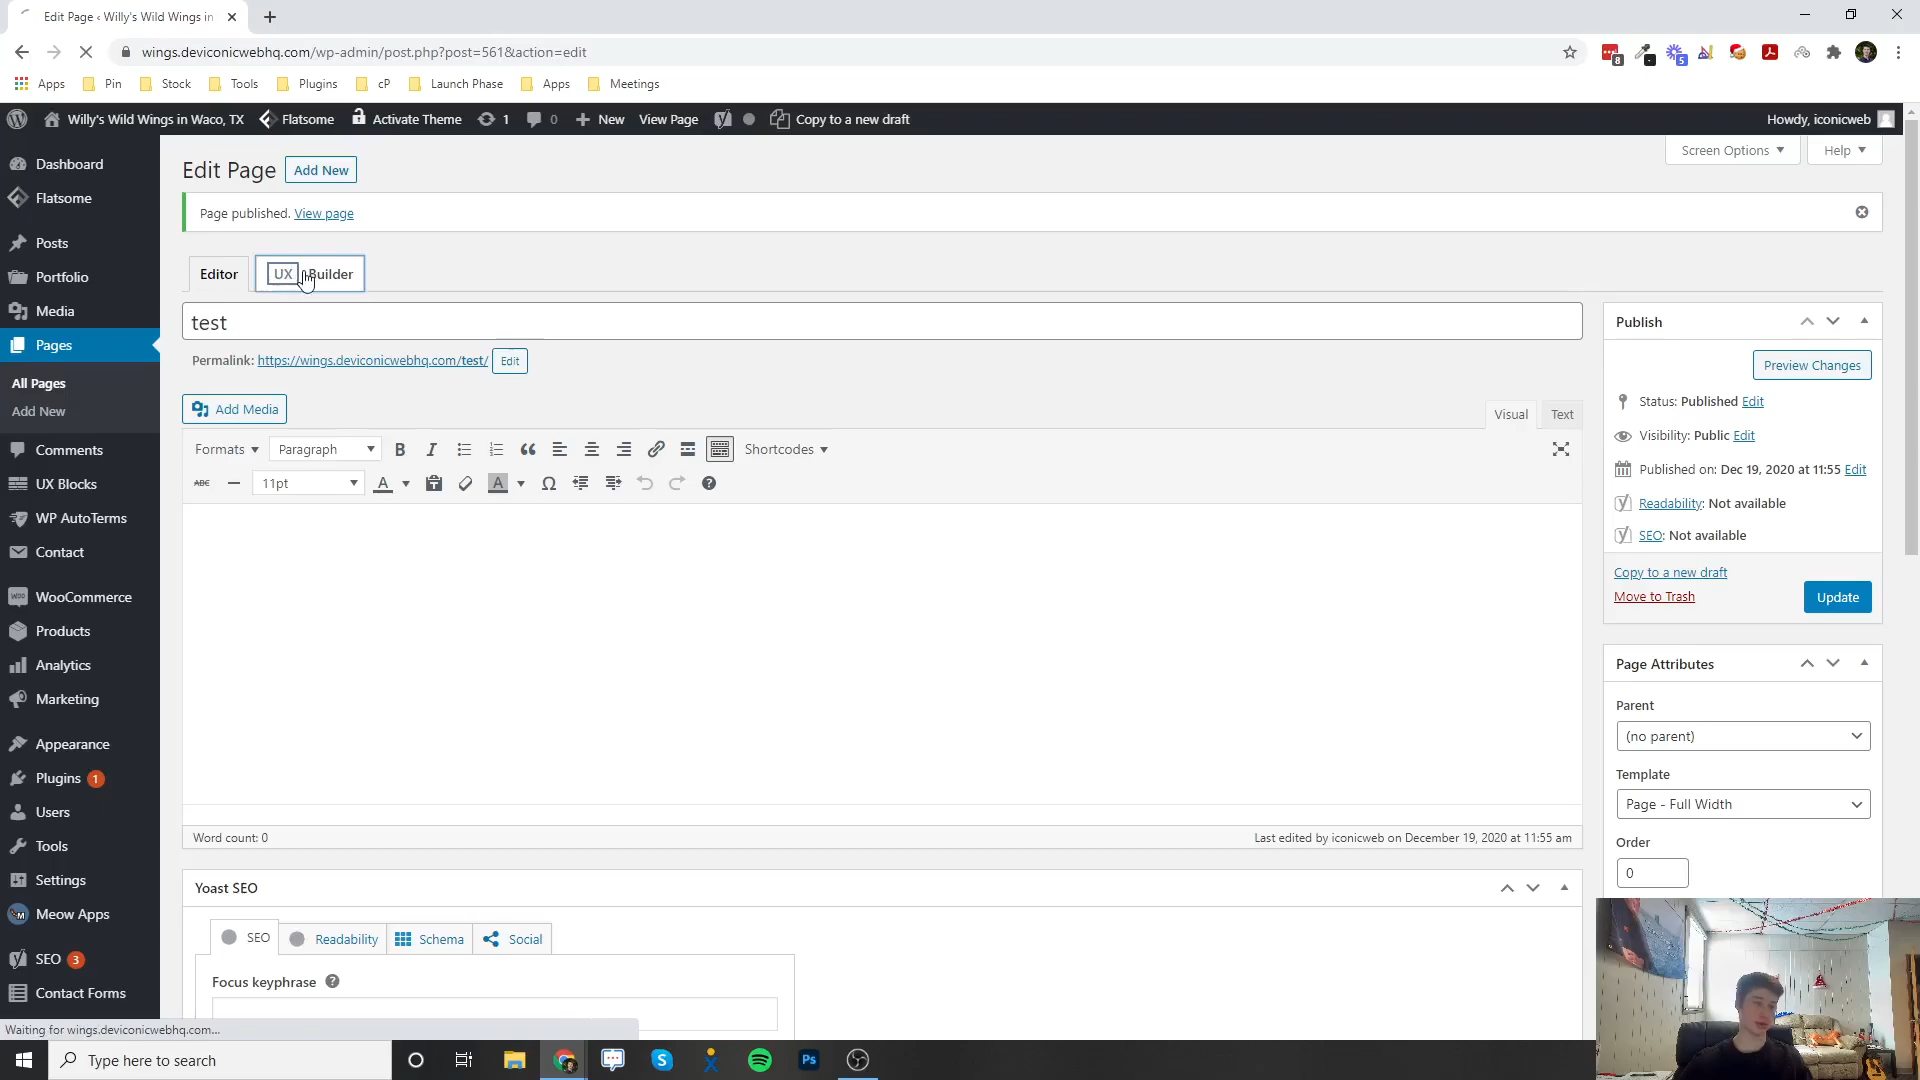 Edit Page ‹ Willy's Wild Wings in
wings.deviconicwebhq.com/wp-admin/post.php?post=561&action=edit
8
5
Apps
Pin
Stock
Tools
Plugins
cP
Launch Phase
Apps
Meetings
Willy's Wild Wings in Waco, TX
Flatsome
Activate Theme
1
0
New
View Page
Copy to a new draft
Howdy, iconicweb
Dashboard
Flatsome
Posts
Portfolio
Media
Pages
All Pages
Add New
Comments
UX Blocks
WP AutoTerms
Contact
WooCommerce
Products
Analytics
Marketing
Appearance
Plugins 1
Users
Tools
Settings
Meow Apps
SEO 3
Contact Forms
Edit Page
Add New
Screen Options
Help
Page published. View page
Editor
UX Builder
test
Permalink: https://wings.deviconicwebhq.com/test/ Edit
Add Media
Visual
Text
Formats
Paragraph
B
I
Shortcodes
ABC
11pt
A
A
Ω
Word count: 0
Last edited by iconicweb on December 19, 2020 at 11:55 am
Yoast SEO
SEO
Readability
Schema
Social
Focus keyphrase
Publish
Preview Changes
Status: Published Edit
Visibility: Public Edit
Published on: Dec 19, 2020 at 11:55 Edit
Readability: Not available
SEO: Not available
Copy to a new draft
Move to Trash
Update
Page Attributes
Parent
(no parent)
Template
Page - Full Width
Order
0
Waiting for wings.deviconicwebhq.com...
Type here to search
S
Ps